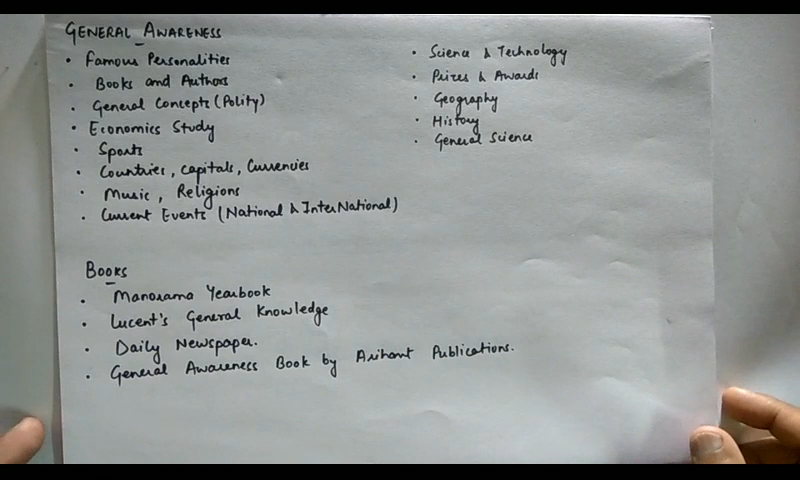 GENERAL AWARENESS
• Famous Personalities
• Books and Authors
• General Concepts (Polity)
• Economics Study
• Sports
• Countries, capitals, Currencies
• Music, Religions
• Current Events (National & InterNational)
• Science & Technology
• Prizes & Awards
• Geography
• History
• General Science
Books
• Manorama Yearbook
• Lucent's General Knowledge
• Daily Newspaper.
• General Awareness Book by Arihant Publications.